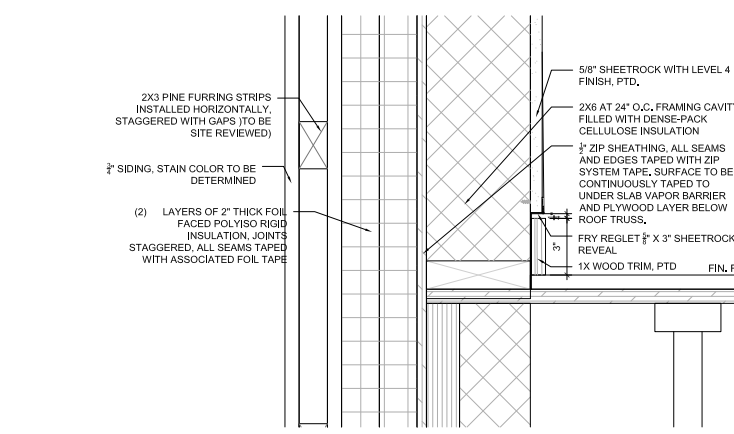 2X3 PINE FURRING STRIPS
INSTALLED HORIZONTALLY,
STAGGERED WITH GAPS )TO BE
SITE REVIEWED)
3/4" SIDING, STAIN COLOR TO BE
DETERMINED
(2) LAYERS OF 2" THICK FOIL
FACED POLYISO RIGID
INSULATION, JOINTS
STAGGERED, ALL SEAMS TAPED
WITH ASSOCIATED FOIL TAPE
5/8" SHEETROCK WITH LEVEL 4
FINISH, PTD.
2X6 AT 24" O.C. FRAMING CAVITY
FILLED WITH DENSE-PACK
CELLULOSE INSULATION
1/2" ZIP SHEATHING, ALL SEAMS
AND EDGES TAPED WITH ZIP
SYSTEM TAPE. SURFACE TO BE
CONTINUOUSLY TAPED TO
UNDER SLAB VAPOR BARRIER
AND PLYWOOD LAYER BELOW
ROOF TRUSS.
FRY REGLET 5/8" X 3" SHEETROCK
REVEAL
1X WOOD TRIM, PTD
3"
FIN. F